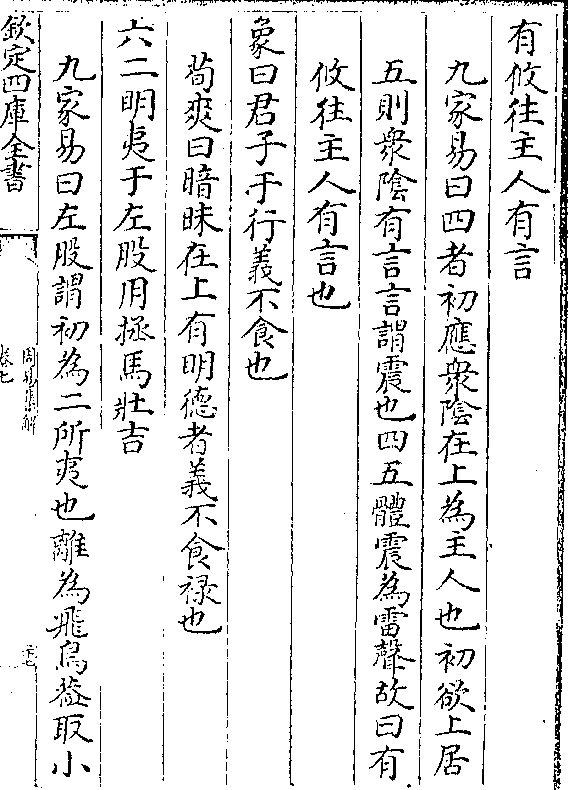 有攸往主人有言
九家易曰四者初應衆陰在上為主人也初欲上居
五則衆陰有言言謂震也四五體震為雷聲故曰有
攸往主人有言也
象曰君子于行義不食也
荀爽曰暗昧在上有明德者義不食禄也
六二明夷于左股用拯馬壯吉
九家易曰左股謂初為二所夷也離為飛鳥葢取小
欽定四庫全書
周易集解
卷七